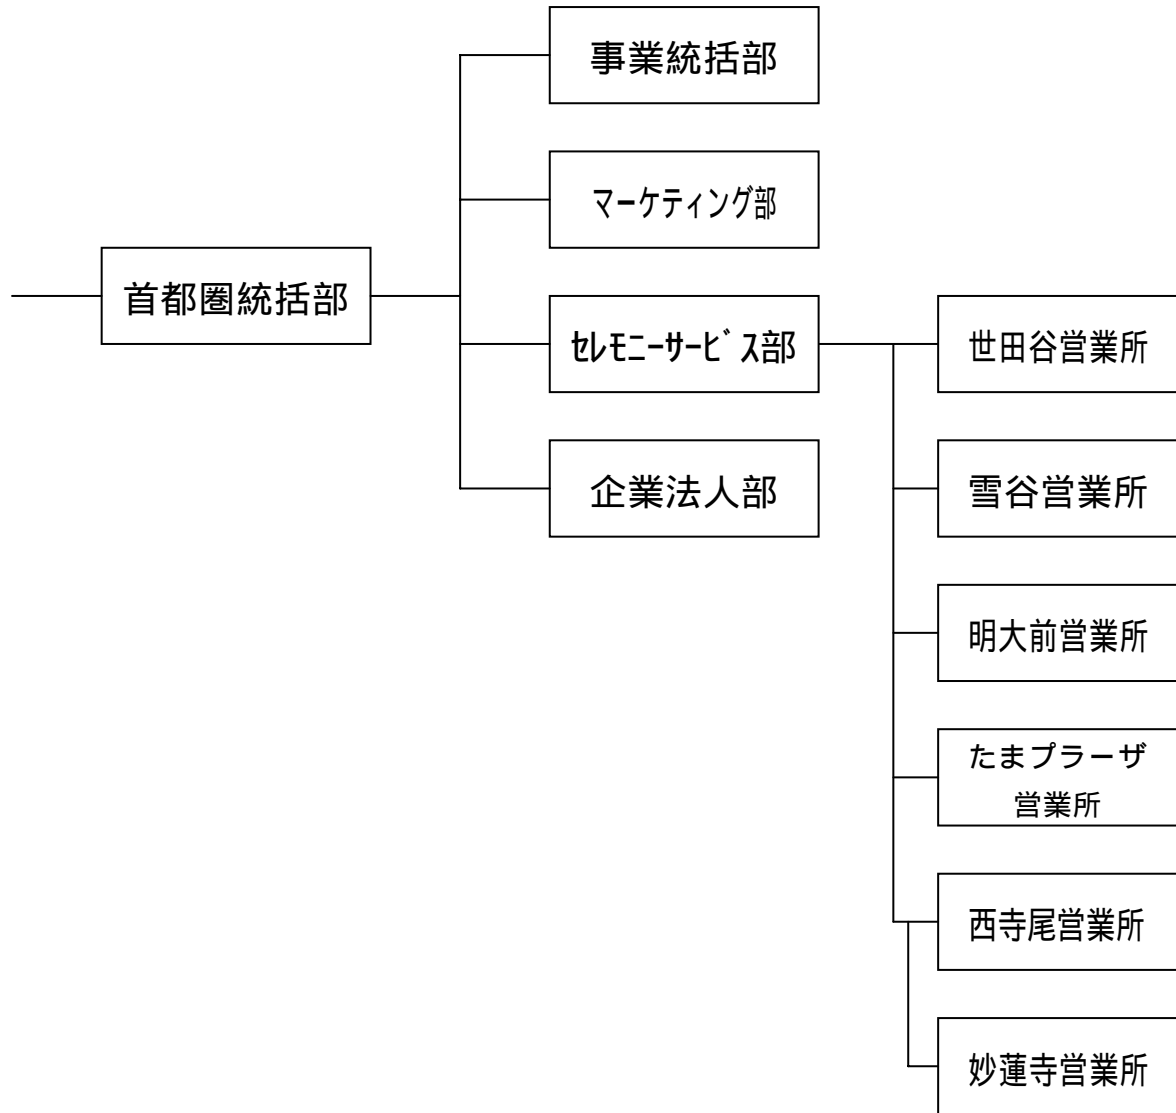 事業統括部
マーケティング部
首都圏統括部
ｾﾚﾓﾆｰｻｰﾋﾞｽ部
世田谷営業所
企業法人部
雪谷営業所
明大前営業所
たまプラーザ
営業所
西寺尾営業所
妙蓮寺営業所